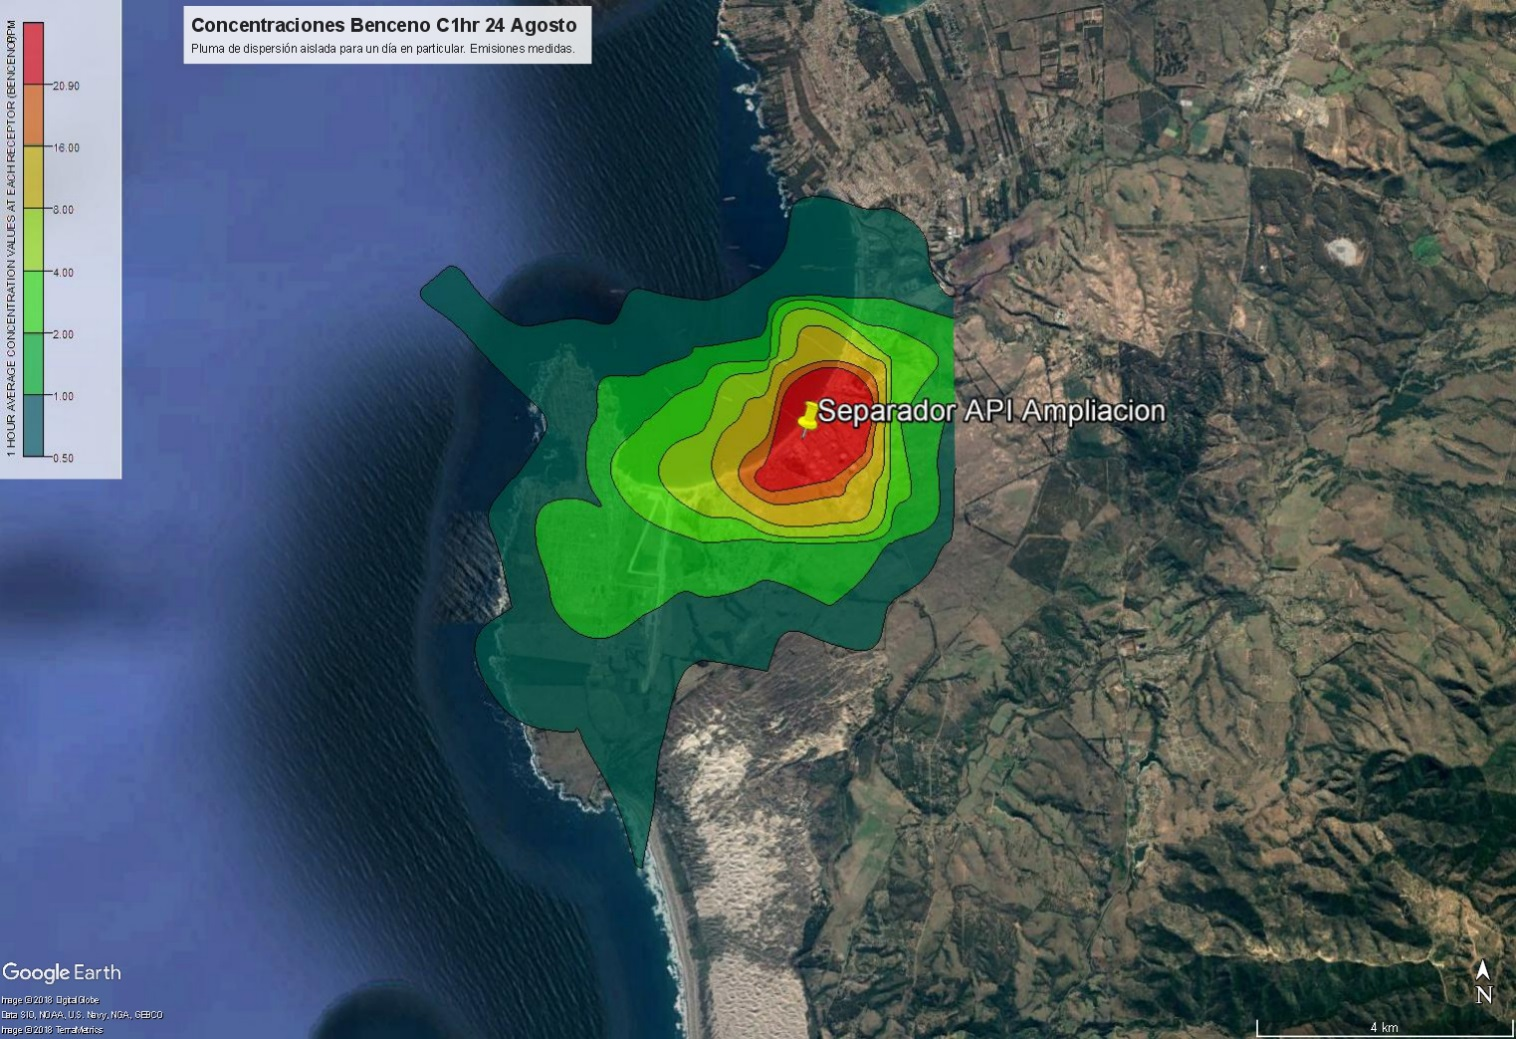 Concentraciones Benceno C1hr 24 Agosto
Pluma de dispersión aislada para un día en particular. Emisiones medidas.
1 HOUR AVERAGE CONCENTRATION VALUES AT EACH RECEPTOR (BENCENO)PPM
20.90
16.00
8.00
4.00
2.00
1.00
0.50
Separador API Ampliacion
Google Earth
Image © 2018 DigitalGlobe
Data SIO, NOAA, U.S. Navy, NGA, GEBCO
Image © 2018 TerraMetrics
N
4 km